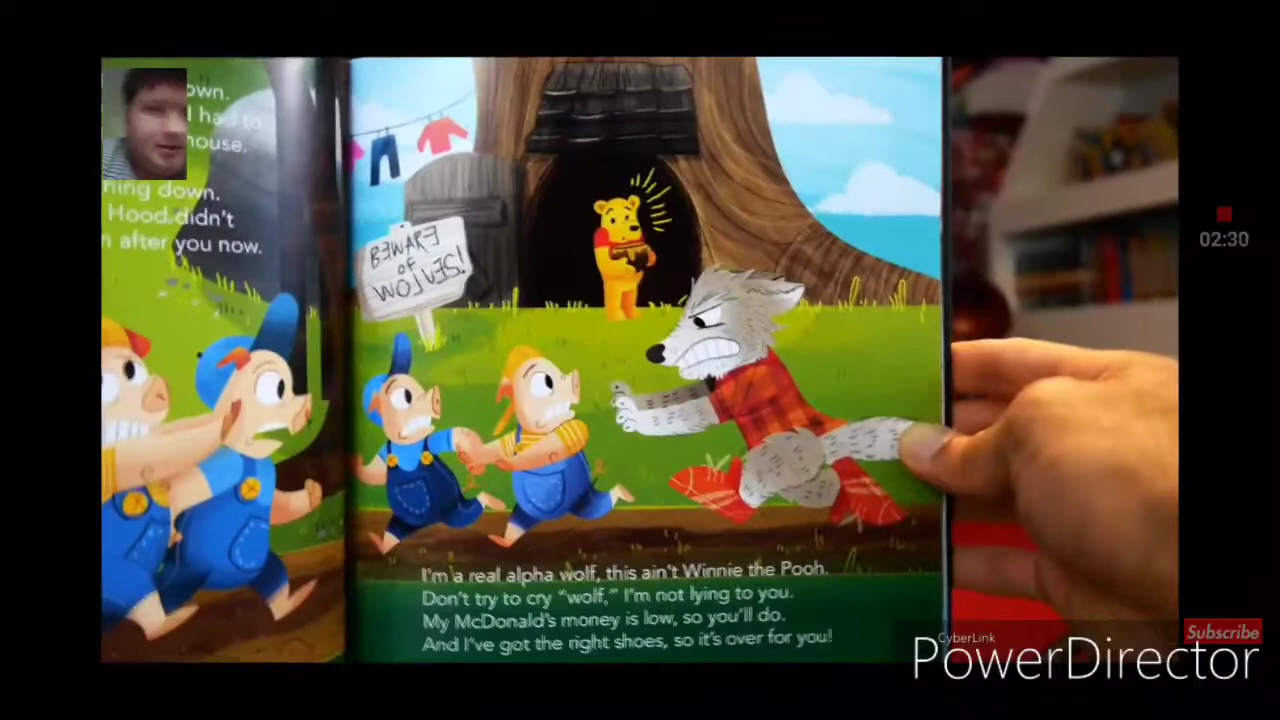 own.
I had to
house.
ning down.
Hood didn't
after you now.
BEWARE
OF
WOLVES!
I'm a real alpha wolf, this ain't Winnie the Pooh.
Don't try to cry "wolf," I'm not lying to you.
My McDonald's money is low, so you'll do.
And I've got the right shoes, so it's over for you!
02:30
Subscribe
CyberLink
PowerDirector